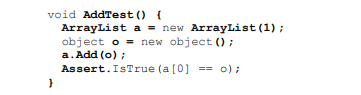 void AddTest() {
ArrayList a = new ArrayList(1);
object o = new object();
a.Add(o);
Assert.IsTrue(a[0] == o);
}